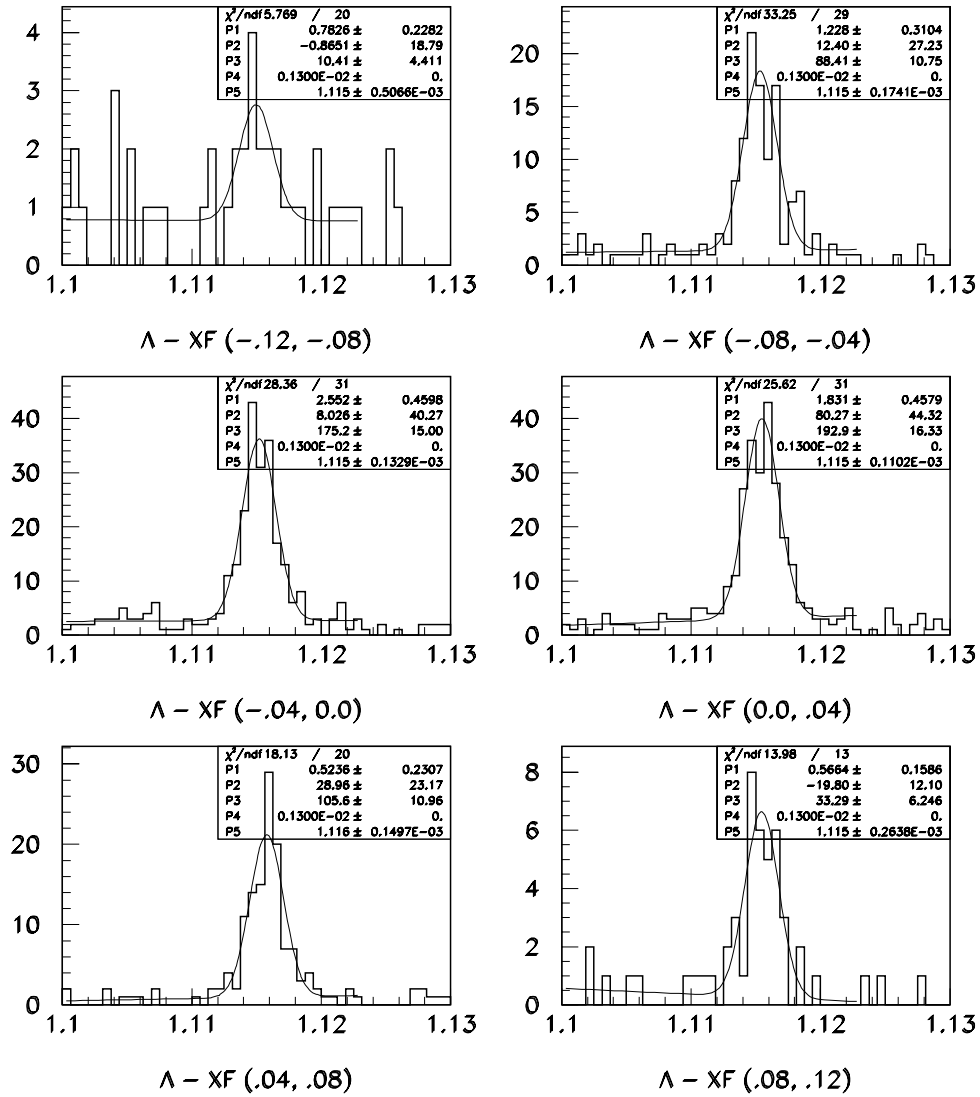 χ²/ndf 5.769 / 20
P1 0.7826 ± 0.2282
P2 -0.8651 ± 18.79
P3 10.41 ± 4.411
P4 0.1300E-02 ± 0.
P5 1.115 ± 0.5066E-03
4
3
2
1
0
1.1 1.11 1.12 1.13
Λ - XF (-.12, -.08)
χ²/ndf 33.25 / 29
P1 1.228 ± 0.3104
P2 12.40 ± 27.23
P3 88.41 ± 10.75
P4 0.1300E-02 ± 0.
P5 1.115 ± 0.1741E-03
20
15
10
5
0
1.1 1.11 1.12 1.13
Λ - XF (-.08, -.04)
χ²/ndf 28.36 / 31
P1 2.552 ± 0.4598
P2 8.026 ± 40.27
P3 175.2 ± 15.00
P4 0.1300E-02 ± 0.
P5 1.115 ± 0.1329E-03
40
30
20
10
0
1.1 1.11 1.12 1.13
Λ - XF (-.04, 0.0)
χ²/ndf 25.62 / 31
P1 1.831 ± 0.4579
P2 80.27 ± 44.32
P3 192.9 ± 16.33
P4 0.1300E-02 ± 0.
P5 1.115 ± 0.1102E-03
40
30
20
10
0
1.1 1.11 1.12 1.13
Λ - XF (0.0, .04)
χ²/ndf 18.13 / 20
P1 0.5236 ± 0.2307
P2 28.96 ± 23.17
P3 105.6 ± 10.96
P4 0.1300E-02 ± 0.
P5 1.116 ± 0.1497E-03
30
20
10
0
1.1 1.11 1.12 1.13
Λ - XF (.04, .08)
χ²/ndf 13.98 / 13
P1 0.5664 ± 0.1586
P2 -19.80 ± 12.10
P3 33.29 ± 6.246
P4 0.1300E-02 ± 0.
P5 1.115 ± 0.2638E-03
8
6
4
2
0
1.1 1.11 1.12 1.13
Λ - XF (.08, .12)